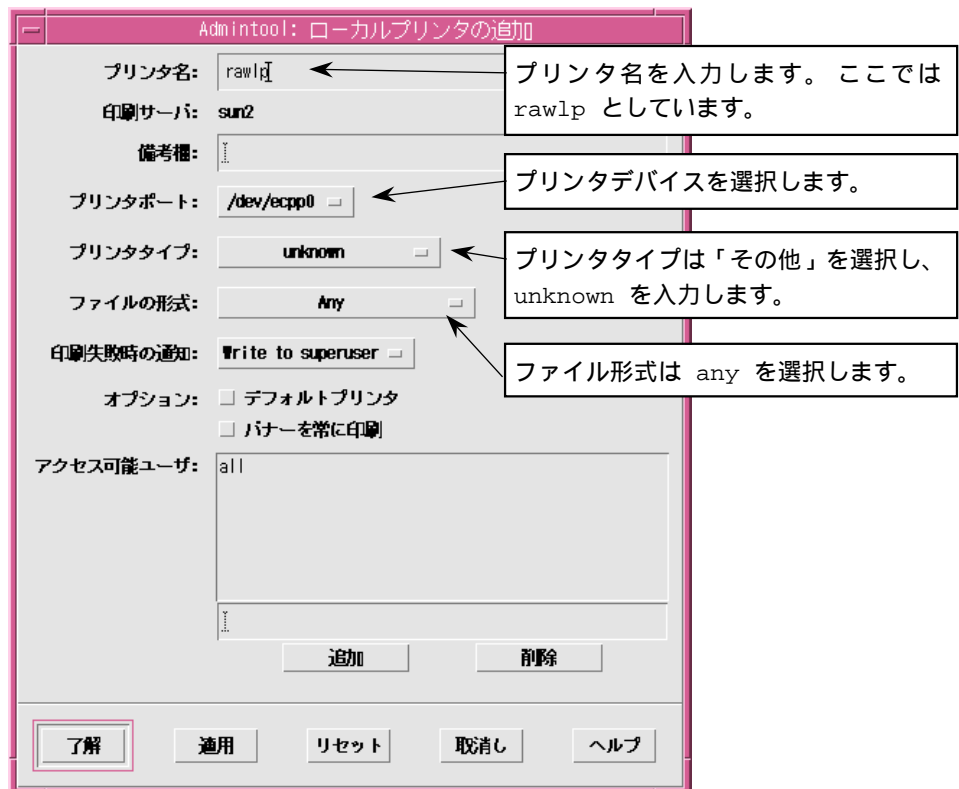 Admintool: ローカルプリンタの追加
プリンタ名: rawlp
プリンタ名を入力します。 ここでは
rawlp としています。
印刷サーバ: sun2
備考欄:
プリンタデバイスを選択します。
プリンタポート: /dev/ecpp0
プリンタタイプ: unknown
プリンタタイプは「その他」を選択し、
unknown を入力します。
ファイルの形式: Any
印刷失敗時の通知: Write to superuser
ファイル形式は any を選択します。
オプション: デフォルトプリンタ
バナーを常に印刷
アクセス可能ユーザ: all
追加 削除
了解 適用 リセット 取消し ヘルプ